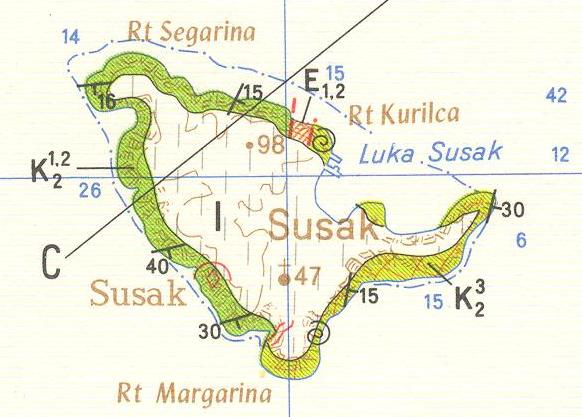 14
Rt Segarina
15
E 1,2
15
16
42
Rt Kurilca
98
Luka Susak
12
K₂^1,2
26
I
Susak
30
6
C
40
47
Susak
15
15
K₂^3
30
Rt Margarina